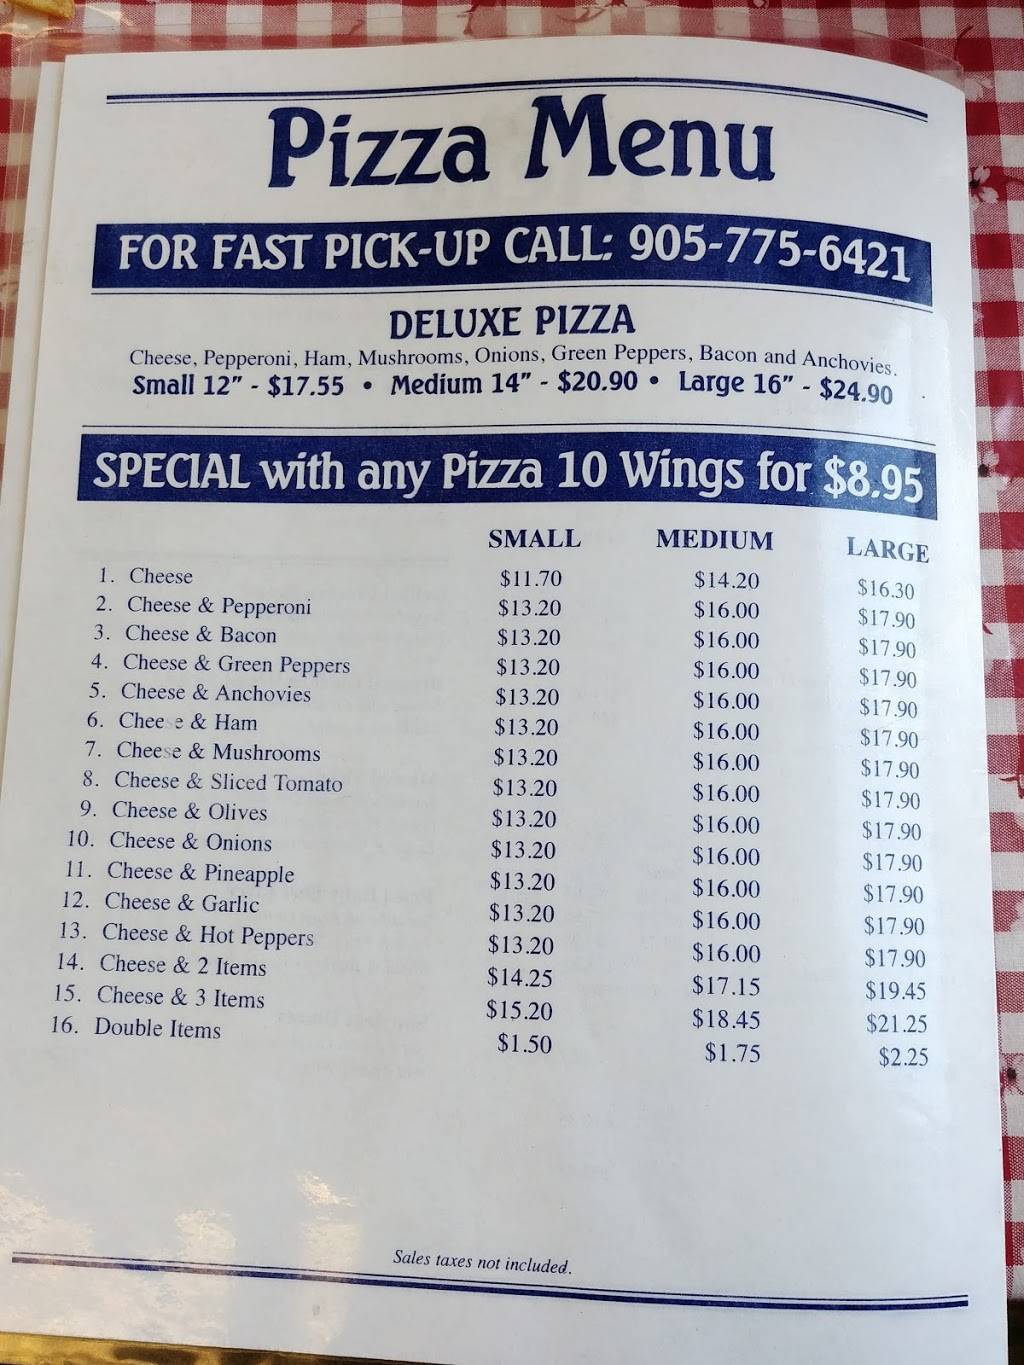 Pizza Menu
FOR FAST PICK-UP CALL: 905-775-6421
DELUXE PIZZA
Cheese, Pepperoni, Ham, Mushrooms, Onions, Green Peppers, Bacon and Anchovies.
Small 12” - $17.55 • Medium 14” - $20.90 • Large 16” - $24.90
SPECIAL with any Pizza 10 Wings for $8.95
SMALL MEDIUM LARGE
1. Cheese $11.70 $14.20 $16.30
2. Cheese & Pepperoni $13.20 $16.00 $17.90
3. Cheese & Bacon $13.20 $16.00 $17.90
4. Cheese & Green Peppers $13.20 $16.00 $17.90
5. Cheese & Anchovies $13.20 $16.00 $17.90
6. Cheese & Ham $13.20 $16.00 $17.90
7. Cheese & Mushrooms $13.20 $16.00 $17.90
8. Cheese & Sliced Tomato $13.20 $16.00 $17.90
9. Cheese & Olives $13.20 $16.00 $17.90
10. Cheese & Onions $13.20 $16.00 $17.90
11. Cheese & Pineapple $13.20 $16.00 $17.90
12. Cheese & Garlic $13.20 $16.00 $17.90
13. Cheese & Hot Peppers $13.20 $16.00 $17.90
14. Cheese & 2 Items $14.25 $17.15 $19.45
15. Cheese & 3 Items $15.20 $18.45 $21.25
16. Double Items $1.50 $1.75 $2.25
Sales taxes not included.